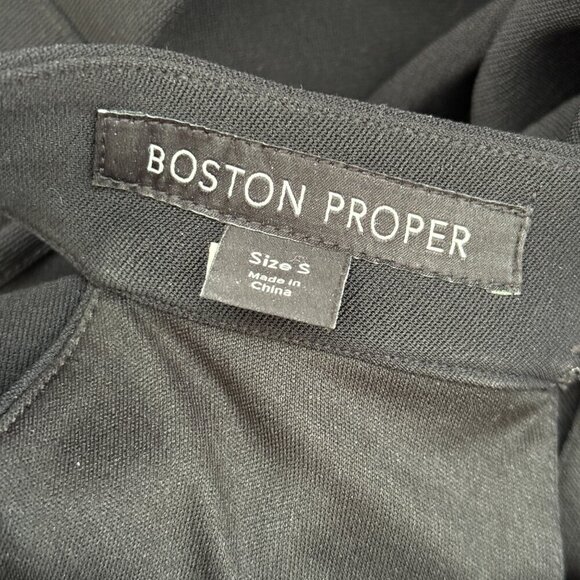 BOSTON PROPER
Size S
Made in
China